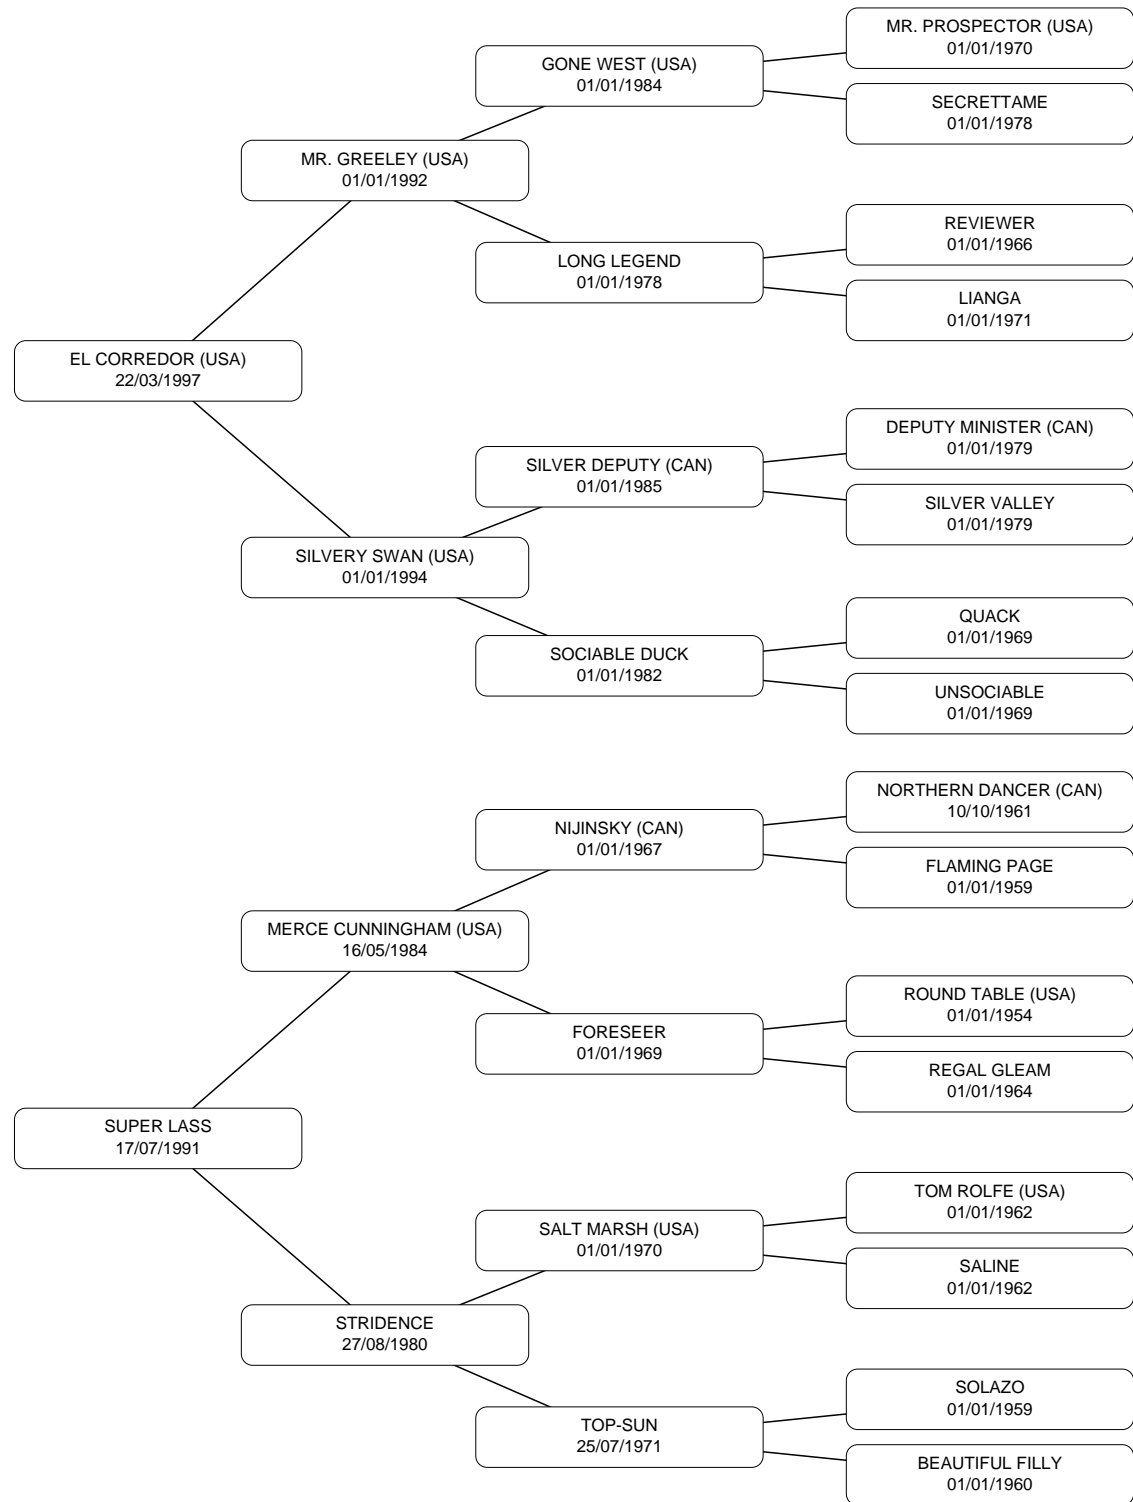 MR. PROSPECTOR (USA)
01/01/1970
GONE WEST (USA)
01/01/1984
SECRETTAME
01/01/1978
MR. GREELEY (USA)
01/01/1992
REVIEWER
01/01/1966
LONG LEGEND
01/01/1978
LIANGA
01/01/1971
EL CORREDOR (USA)
22/03/1997
DEPUTY MINISTER (CAN)
01/01/1979
SILVER DEPUTY (CAN)
01/01/1985
SILVER VALLEY
01/01/1979
SILVERY SWAN (USA)
01/01/1994
QUACK
01/01/1969
SOCIABLE DUCK
01/01/1982
UNSOCIABLE
01/01/1969
NORTHERN DANCER (CAN)
10/10/1961
NIJINSKY (CAN)
01/01/1967
FLAMING PAGE
01/01/1959
MERCE CUNNINGHAM (USA)
16/05/1984
ROUND TABLE (USA)
01/01/1954
FORESEER
01/01/1969
REGAL GLEAM
01/01/1964
SUPER LASS
17/07/1991
TOM ROLFE (USA)
01/01/1962
SALT MARSH (USA)
01/01/1970
SALINE
01/01/1962
STRIDENCE
27/08/1980
SOLAZO
01/01/1959
TOP-SUN
25/07/1971
BEAUTIFUL FILLY
01/01/1960